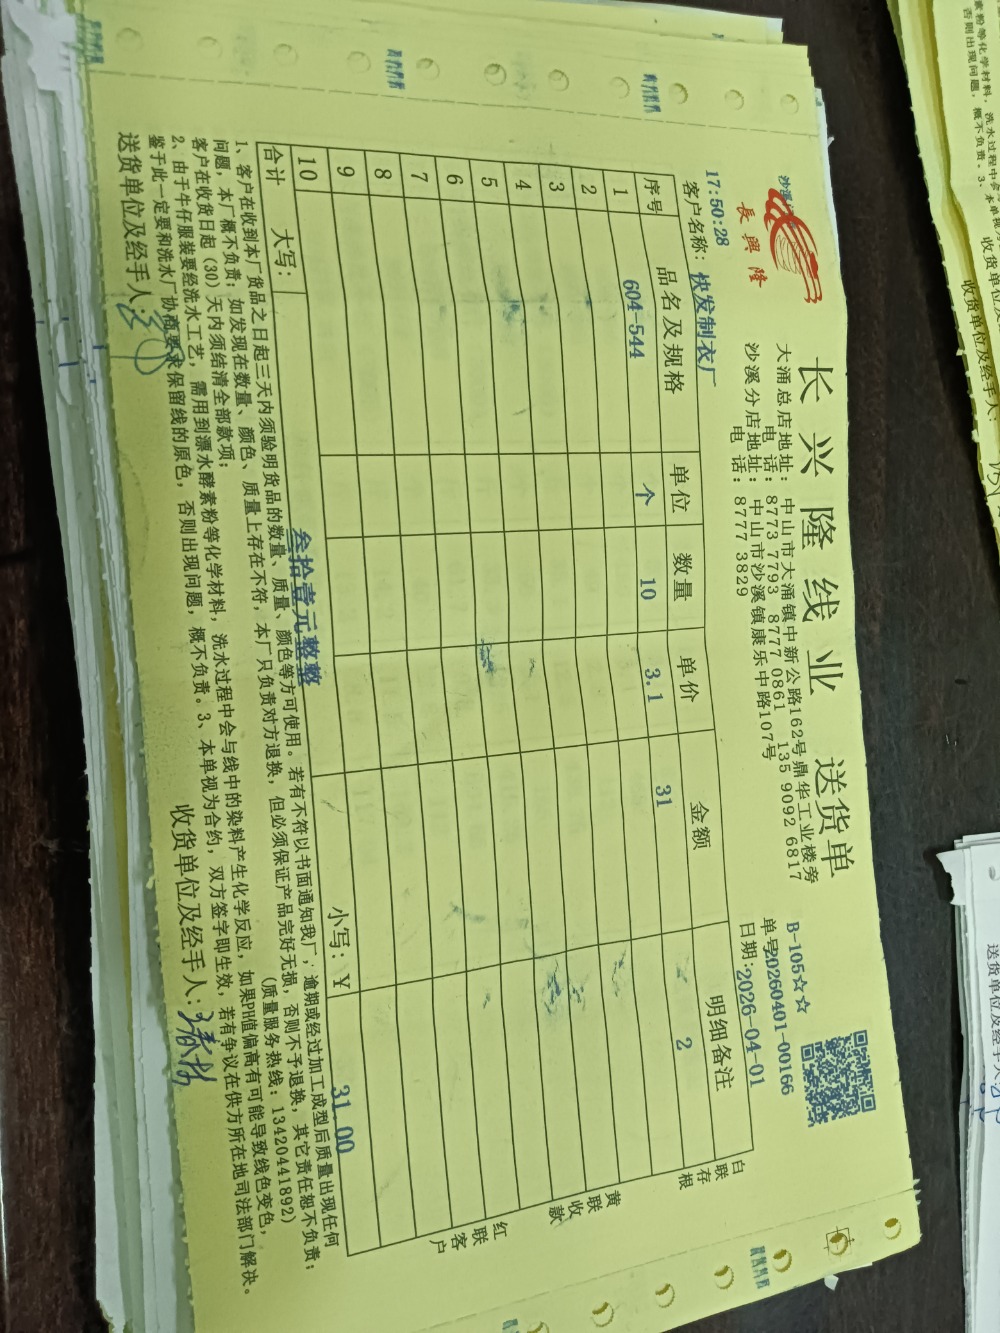 長興隆
长兴隆线业 送货单
大涌总店地址：中山市大涌镇中新公路162号鼎华工业楼旁
电话：8773 7793 8777 0861 135 9092 6817
沙溪分店地址：中山市沙溪镇康乐中路107号
电话：8777 3829
B-105☆☆
单号20260401-00166
日期：2026-04-01
17:50:28
客户名称：快发制衣厂
序号 品名及规格 单位 数量 单价 金额 明细备注
1 604-544 个 10 3.1 31 2
2
3
4
5
6
7
8
9
10
合计 大写：叁拾壹元整整 小写：Y 31.00
1、客户在收到本厂货品之日起三天内须验明货品的数量、质量、颜色等方可使用。若有不符以书面通知我厂，逾期或经过加工成型后质量出现任何
问题，本厂概不负责；如发现在数量、颜色、质量上存在不符，本厂只负责对方退换，但必须保证产品完好无损，否则不予退换，其它责任恕不负责；
客户在收货日起（30）天内须结清全部款项；
(质量服务热线：13420441892)
2、由于牛仔服装要经洗水工艺，需用到漂水酵素粉等化学材料，洗水过程中会与线中的染料产生化学反应，如果PH值偏高有可能导致线色变色，
鉴于此一定要和洗水厂协商要求保留线的原色，否则出现问题，概不负责。3、本单视为合约，双方签字即生效，若有争议在供方所在地司法部门解决。
送货单位及经手人：
收货单位及经手人：
白联存根
黄联收款
红联客户
收货单位及经手人：
送货单位及经手人